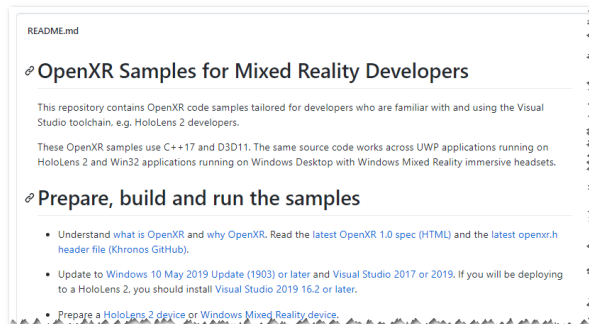 README.md
OpenXR Samples for Mixed Reality Developers
This repository contains OpenXR code samples tailored for developers who are familiar with and using the Visual
Studio toolchain, e.g. HoloLens 2 developers.
These OpenXR samples use C++17 and D3D11. The same source code works across UWP applications running on
HoloLens 2 and Win32 applications running on Windows Desktop with Windows Mixed Reality immersive headsets.
Prepare, build and run the samples
• Understand what is OpenXR and why OpenXR. Read the latest OpenXR 1.0 spec (HTML) and the latest openxr.h
header file (Khronos GitHub).
• Update to Windows 10 May 2019 Update (1903) or later and Visual Studio 2017 or 2019. If you will be deploying
to a HoloLens 2, you should install Visual Studio 2019 16.2 or later.
• Prepare a HoloLens 2 device or Windows Mixed Reality device.